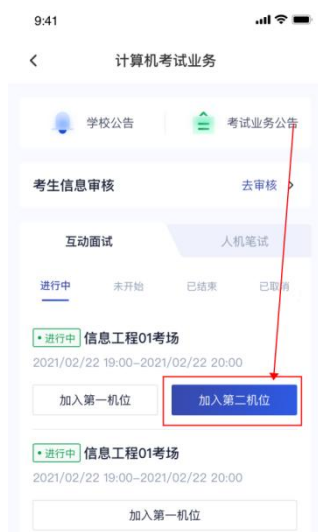 9:41
计算机考试业务
学校公告 考试业务公告
考生信息审核 去审核
互动面试 人机笔试
进行中 未开始 已结束 已取消
进行中 信息工程01考场
2021/02/22 19:00-2021/02/22 20:00
加入第一机位 加入第二机位
进行中 信息工程01考场
2021/02/22 19:00-2021/02/22 20:00
加入第一机位